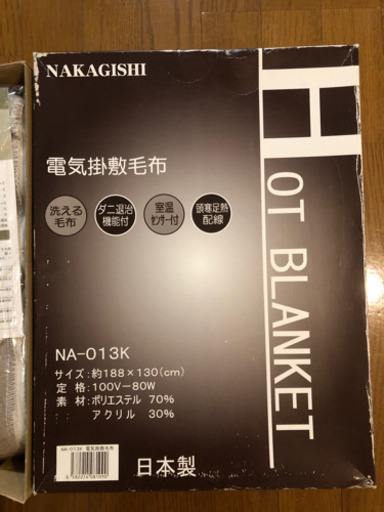 NAKAGISHI
HOT BLANKET
電気掛敷毛布
洗える
毛布
ダニ退治
機能付
室温
センサー付
頭寒足熱
配線
NA-013K
サイズ:約188×130(cm)
定 格:100V-80W
素 材:ポリエステル 70%
アクリル 30%
NA-013K 電気掛敷毛布
日本製